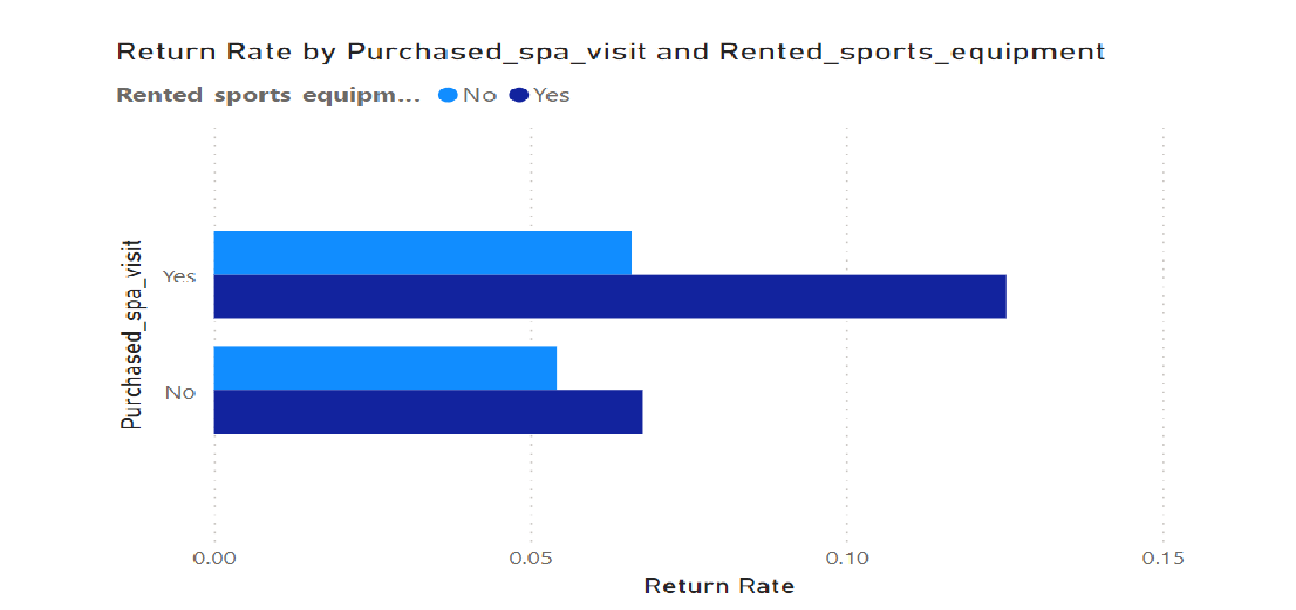 Return Rate by Purchased_spa_visit and Rented_sports_equipment
Rented sports equipm... No Yes
Purchased_spa_visit
Yes
No
0.00 0.05 0.10 0.15
Return Rate